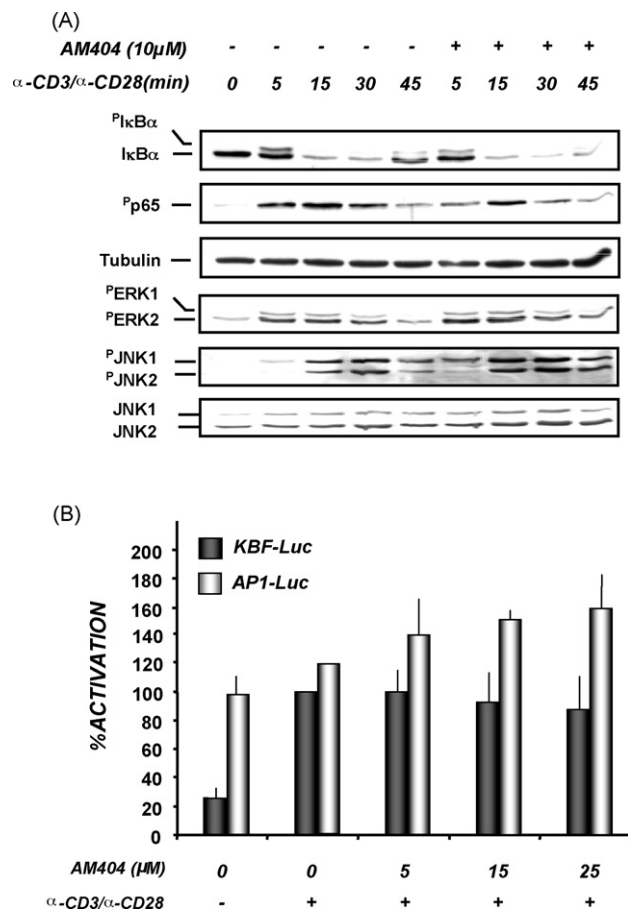 (A)
AM404 (10µM) - - - - - + + + +
α-CD3/α-CD28(min) 0 5 15 30 45 5 15 30 45
PIκBα
IκBα
Pp65
Tubulin
PERK1
PERK2
PJNK1
PJNK2
JNK1
JNK2
(B)
KBF-Luc
AP1-Luc
%ACTIVATION
200
180
160
140
120
100
80
60
40
20
0
AM404 (µM) 0 0 5 15 25
α-CD3/α-CD28 - + + + +